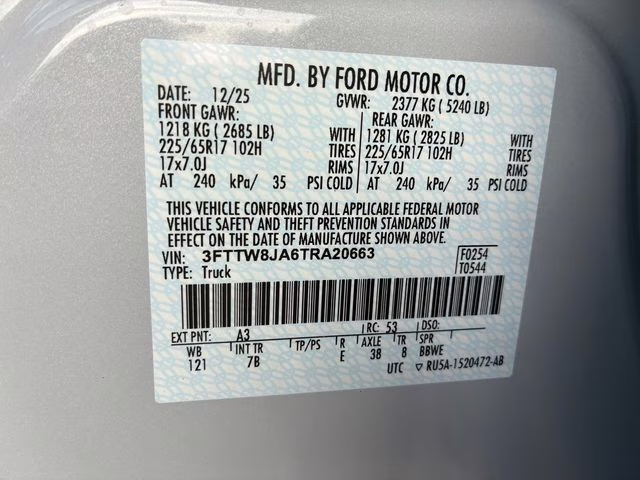 MFD. BY FORD MOTOR CO.
DATE: 12/25 GVWR: 2377 KG ( 5240 LB)
FRONT GAWR: REAR GAWR:
1218 KG ( 2685 LB) WITH 1281 KG ( 2825 LB) WITH
225/65R17 102H TIRES 225/65R17 102H TIRES
17x7.0J RIMS 17x7.0J RIMS
AT 240 kPa/ 35 PSI COLD AT 240 kPa/ 35 PSI COLD
THIS VEHICLE CONFORMS TO ALL APPLICABLE FEDERAL MOTOR
VEHICLE SAFETY AND THEFT PREVENTION STANDARDS IN
EFFECT ON THE DATE OF MANUFACTURE SHOWN ABOVE.
VIN: 3FTTW8JA6TRA20663 F0254
TYPE: Truck T0544
EXT PNT: A3 RC: 53 DSO:
WB INT TR TP/PS R AXLE TR SPR
121 7B E 38 8 BBWE
UTC ▽ RU5A-1520472-AB